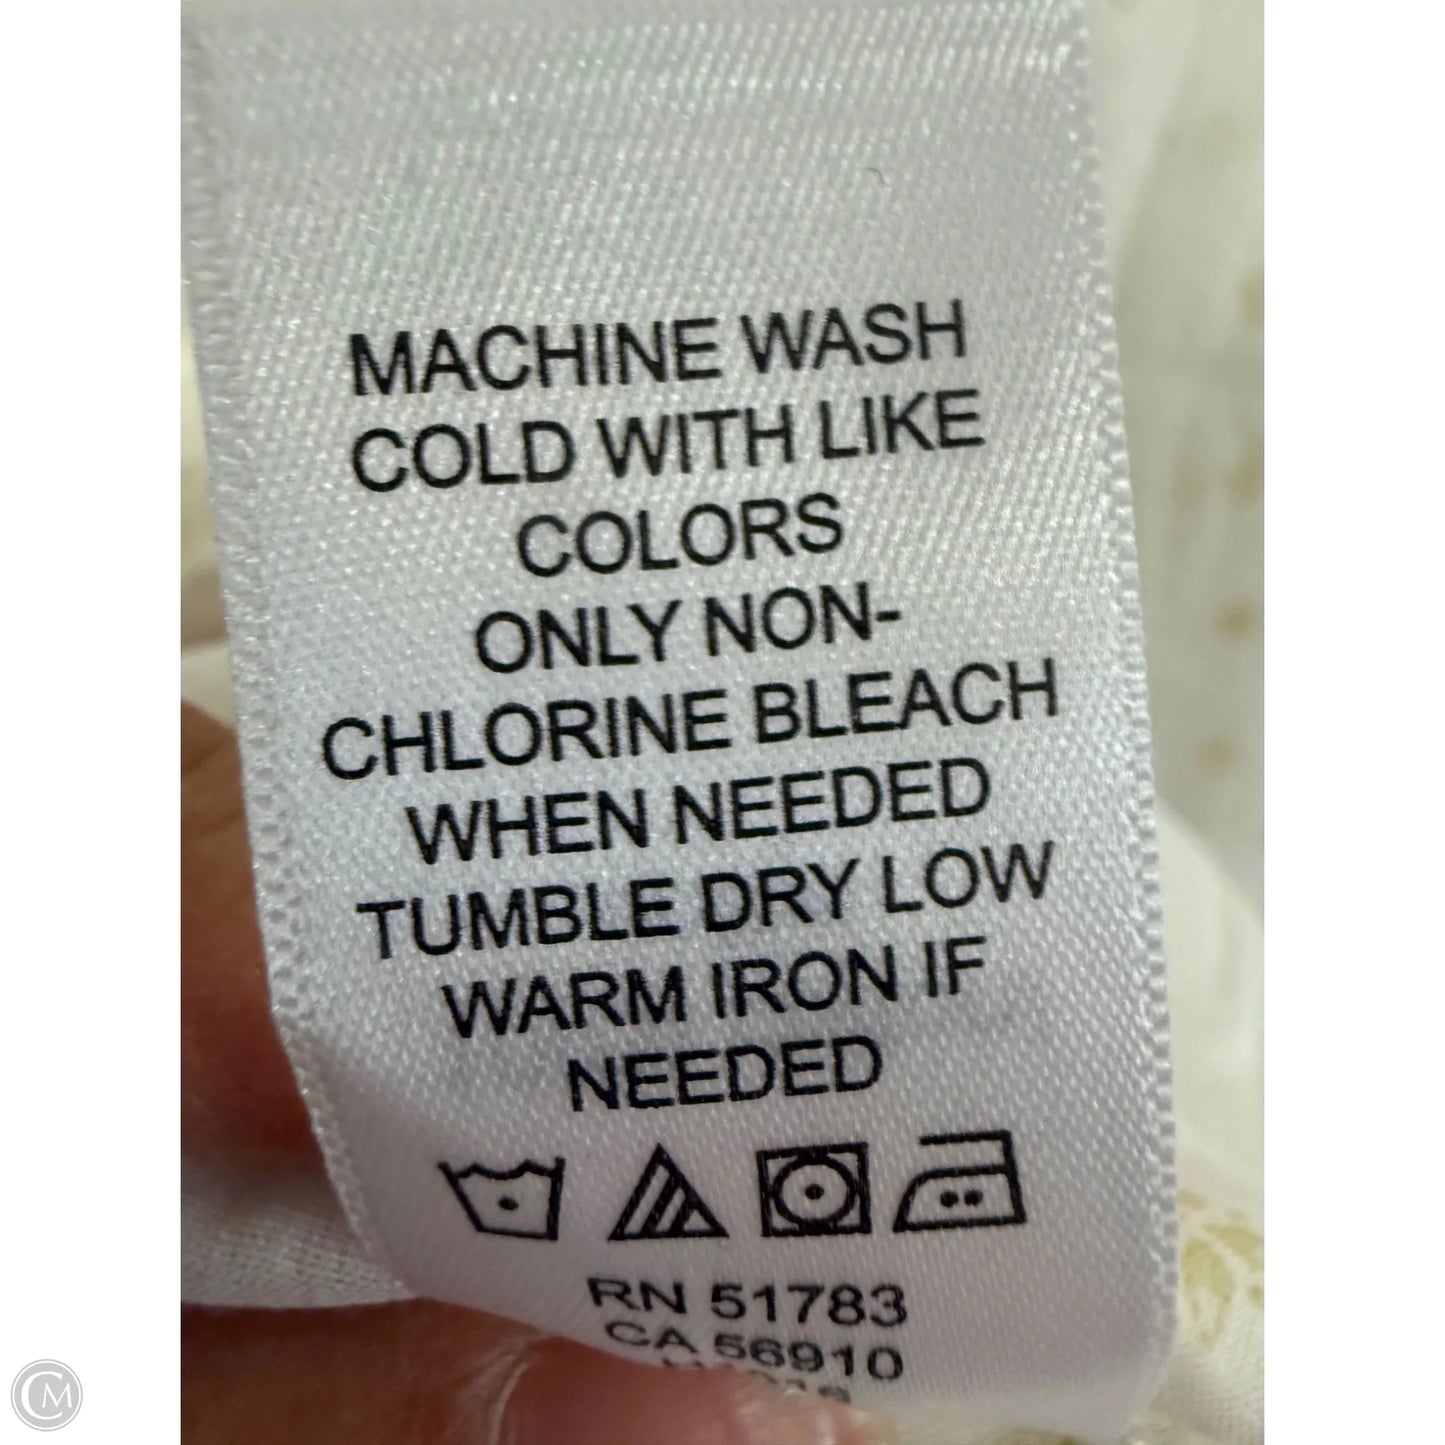 MACHINE WASH
COLD WITH LIKE
COLORS
ONLY NON-
CHLORINE BLEACH
WHEN NEEDED
TUMBLE DRY LOW
WARM IRON IF
NEEDED
RN 51783
CA 56910
CM